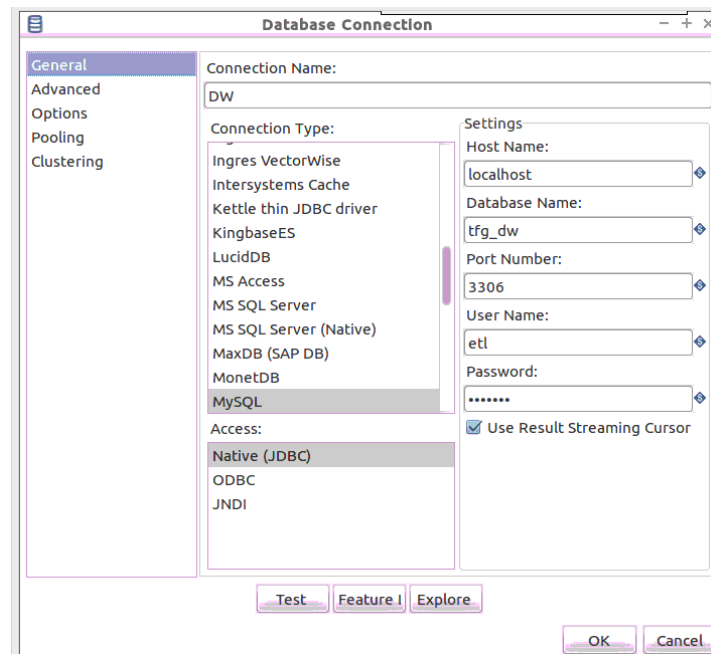 Database Connection
General
Advanced
Options
Pooling
Clustering
Connection Name:
DW
Connection Type:
Ingres VectorWise
Intersystems Cache
Kettle thin JDBC driver
KingbaseES
LucidDB
MS Access
MS SQL Server
MS SQL Server (Native)
MaxDB (SAP DB)
MonetDB
MySQL
Access:
Native (JDBC)
ODBC
JNDI
Settings
Host Name:
localhost
Database Name:
tfg_dw
Port Number:
3306
User Name:
etl
Password:
•••••••
Use Result Streaming Cursor
Test
Feature l
Explore
OK
Cancel